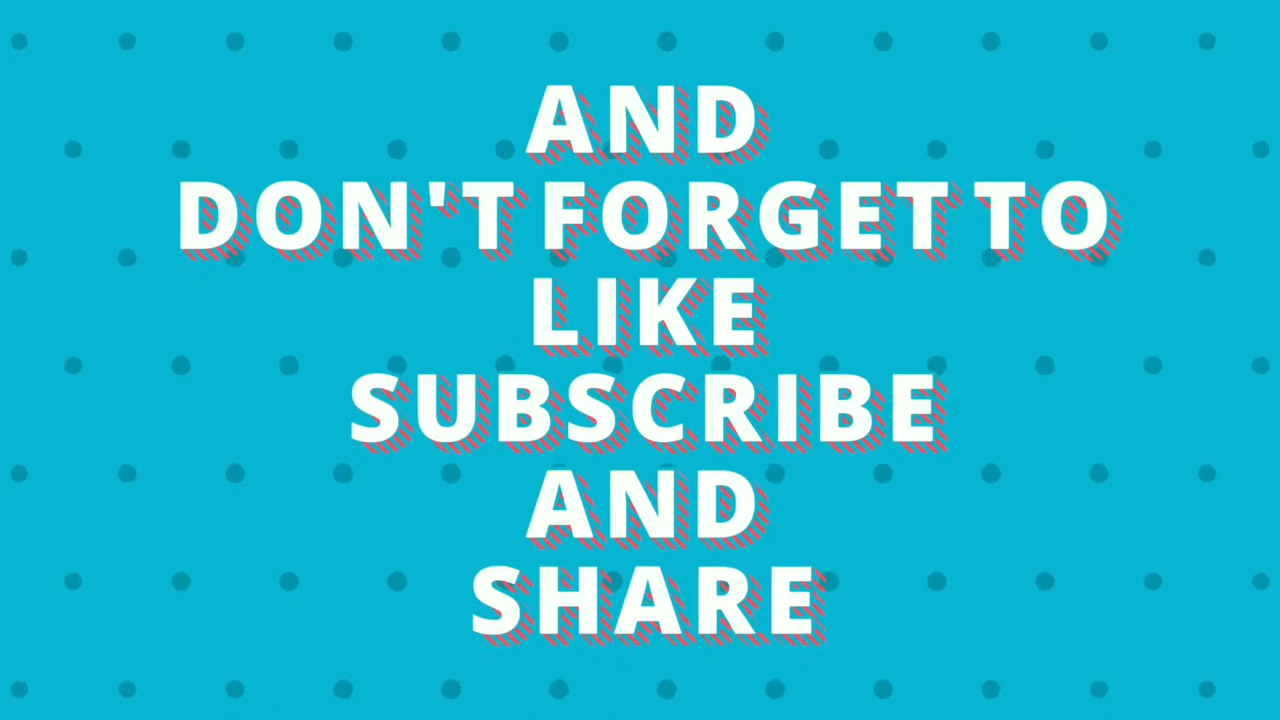 AND
DON'T FORGET TO
LIKE
SUBSCRIBE
AND
SHARE